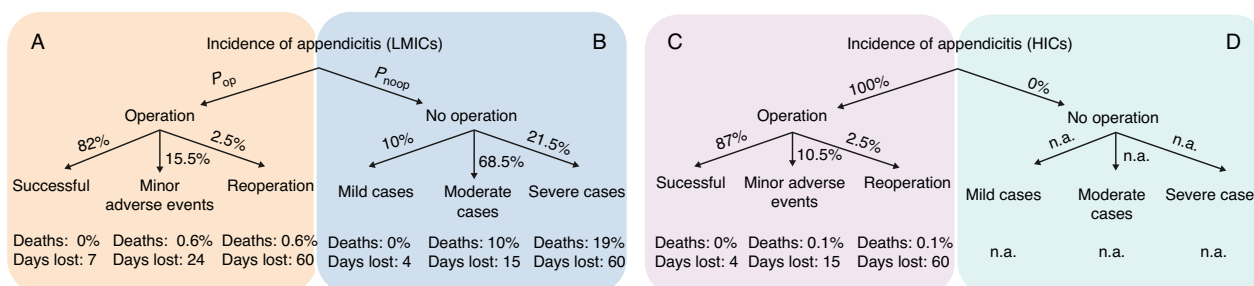 A
Incidence of appendicitis (LMICs)
B
Pop
Pnoop
Operation
No operation
82%
15.5%
2.5%
10%
68.5%
21.5%
Successful
Minor
adverse events
Reoperation
Mild cases
Moderate
cases
Severe cases
Deaths: 0%
Days lost: 7
Deaths: 0.6%
Days lost: 24
Deaths: 0.6%
Days lost: 60
Deaths: 0%
Days lost: 4
Deaths: 10%
Days lost: 15
Deaths: 19%
Days lost: 60
C
Incidence of appendicitis (HICs)
D
100%
0%
Operation
No operation
87%
10.5%
2.5%
n.a.
n.a.
n.a.
Sucessful
Minor adverse
events
Reoperation
Mild cases
Moderate
cases
Severe case
Deaths: 0%
Days lost: 4
Deaths: 0.1%
Days lost: 15
Deaths: 0.1%
Days lost: 60
n.a.
n.a.
n.a.